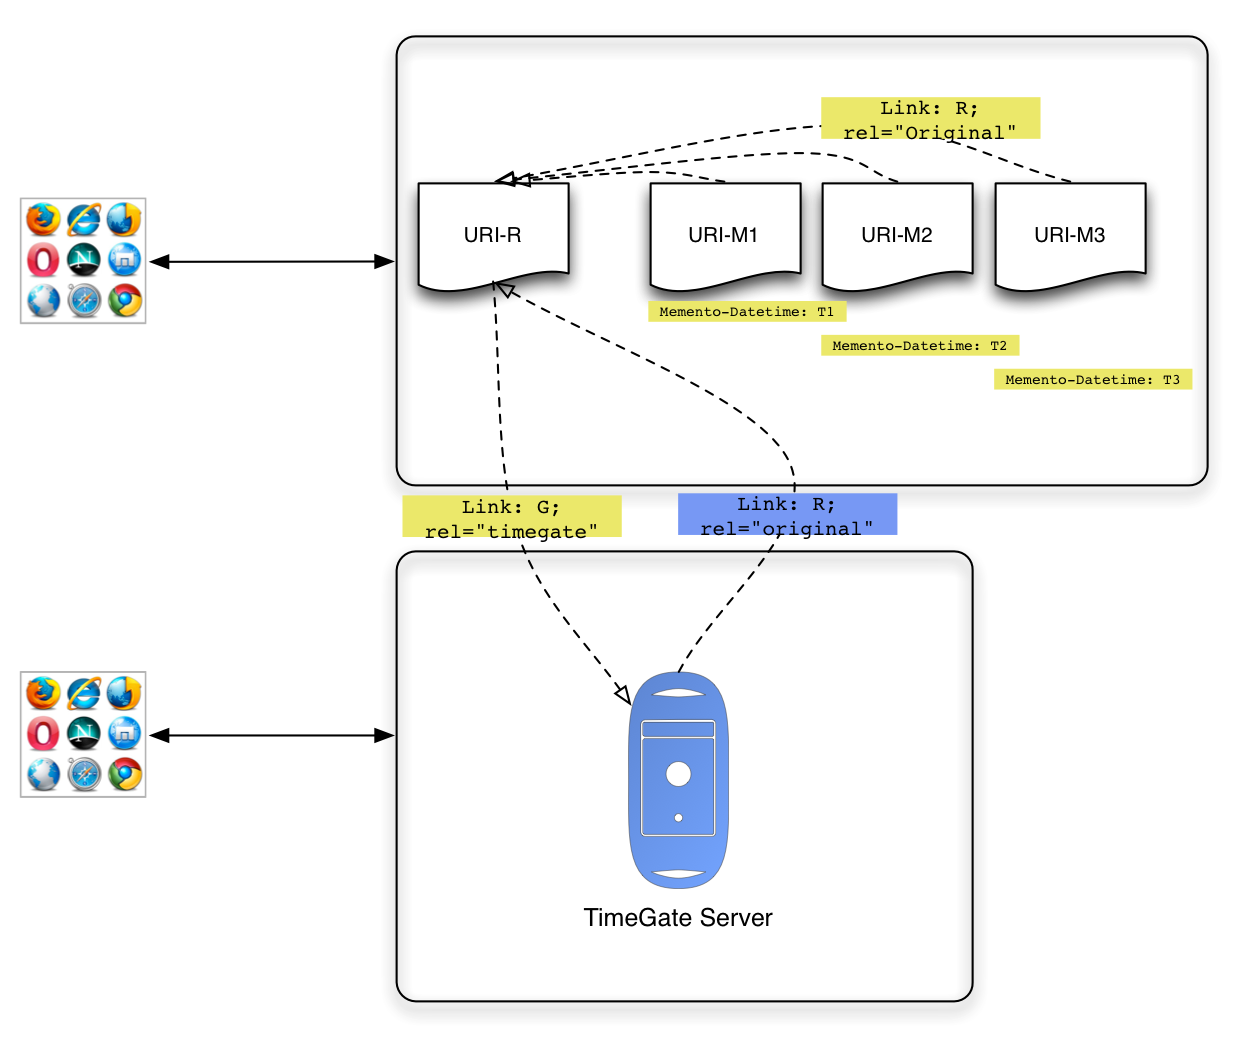 Link: R;
rel="Original"
URI-R
URI-M1
URI-M2
URI-M3
Memento-Datetime: T1
Memento-Datetime: T2
Memento-Datetime: T3
Link: G;
rel="timegate"
Link: R;
rel="original"
N
TimeGate Server
N